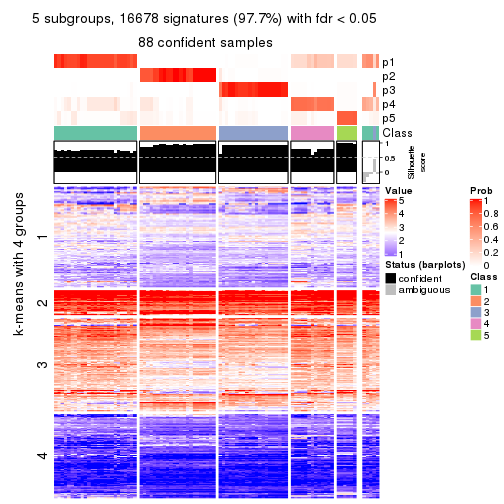 5 subgroups, 16678 signatures (97.7%) with fdr < 0.05
88 confident samples
p1
p2
p3
p4
p5
Class
1
0.5
0
Silhouette
score
k-means with 4 groups
1
2
3
4
Value
5
4
3
2
1
Status (barplots)
confident
ambiguous
Prob
1
0.8
0.6
0.4
0.2
0
Class
1
2
3
4
5